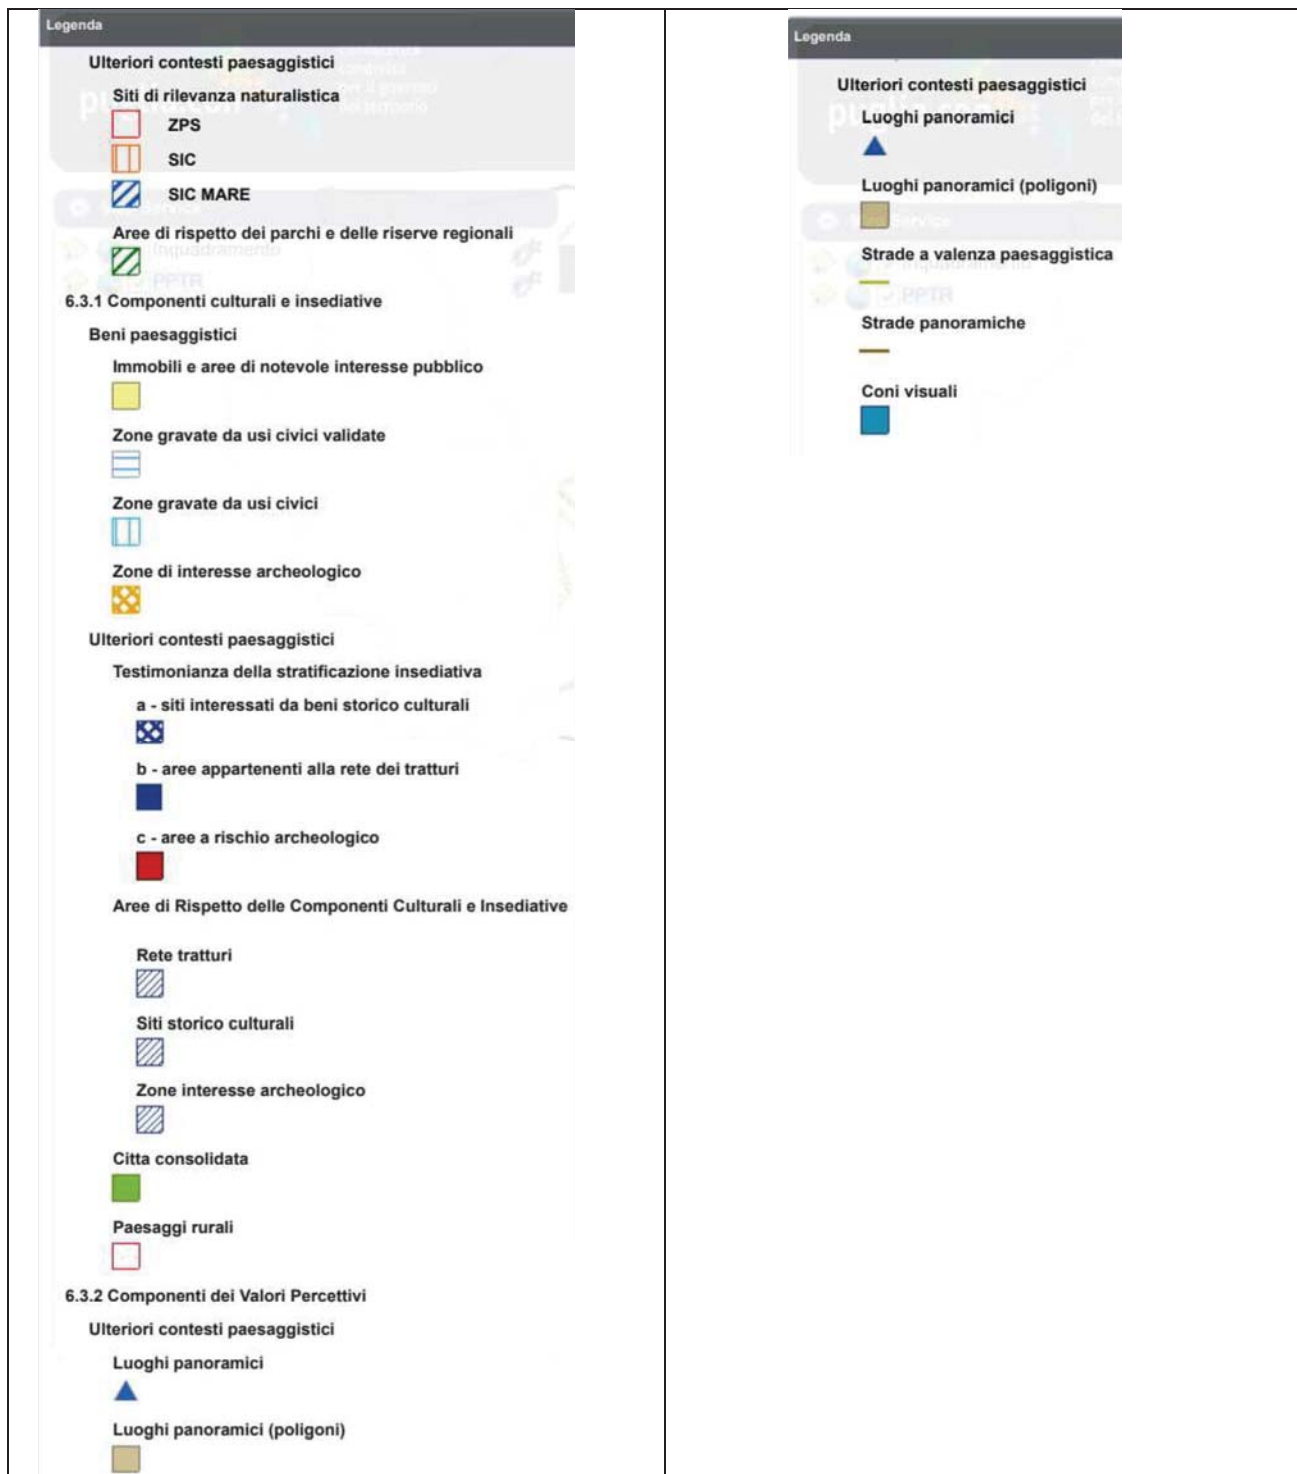 Legenda
Ulteriori contesti paesaggistici
Siti di rilevanza naturalistica
ZPS
SIC
SIC MARE
Aree di rispetto dei parchi e delle riserve regionali
6.3.1 Componenti culturali e insediative
Beni paesaggistici
Immobili e aree di notevole interesse pubblico
Zone gravate da usi civici validate
Zone gravate da usi civici
Zone di interesse archeologico
Ulteriori contesti paesaggistici
Testimonianza della stratificazione insediativa
a - siti interessati da beni storico culturali
b - aree appartenenti alla rete dei tratturi
c - aree a rischio archeologico
Aree di Rispetto delle Componenti Culturali e Insediative
Rete tratturi
Siti storico culturali
Zone interesse archeologico
Citta consolidata
Paesaggi rurali
6.3.2 Componenti dei Valori Percettivi
Ulteriori contesti paesaggistici
Luoghi panoramici
Luoghi panoramici (poligoni)
Legenda
Ulteriori contesti paesaggistici
Luoghi panoramici
Luoghi panoramici (poligoni)
Strade a valenza paesaggistica
Strade panoramiche
Coni visuali